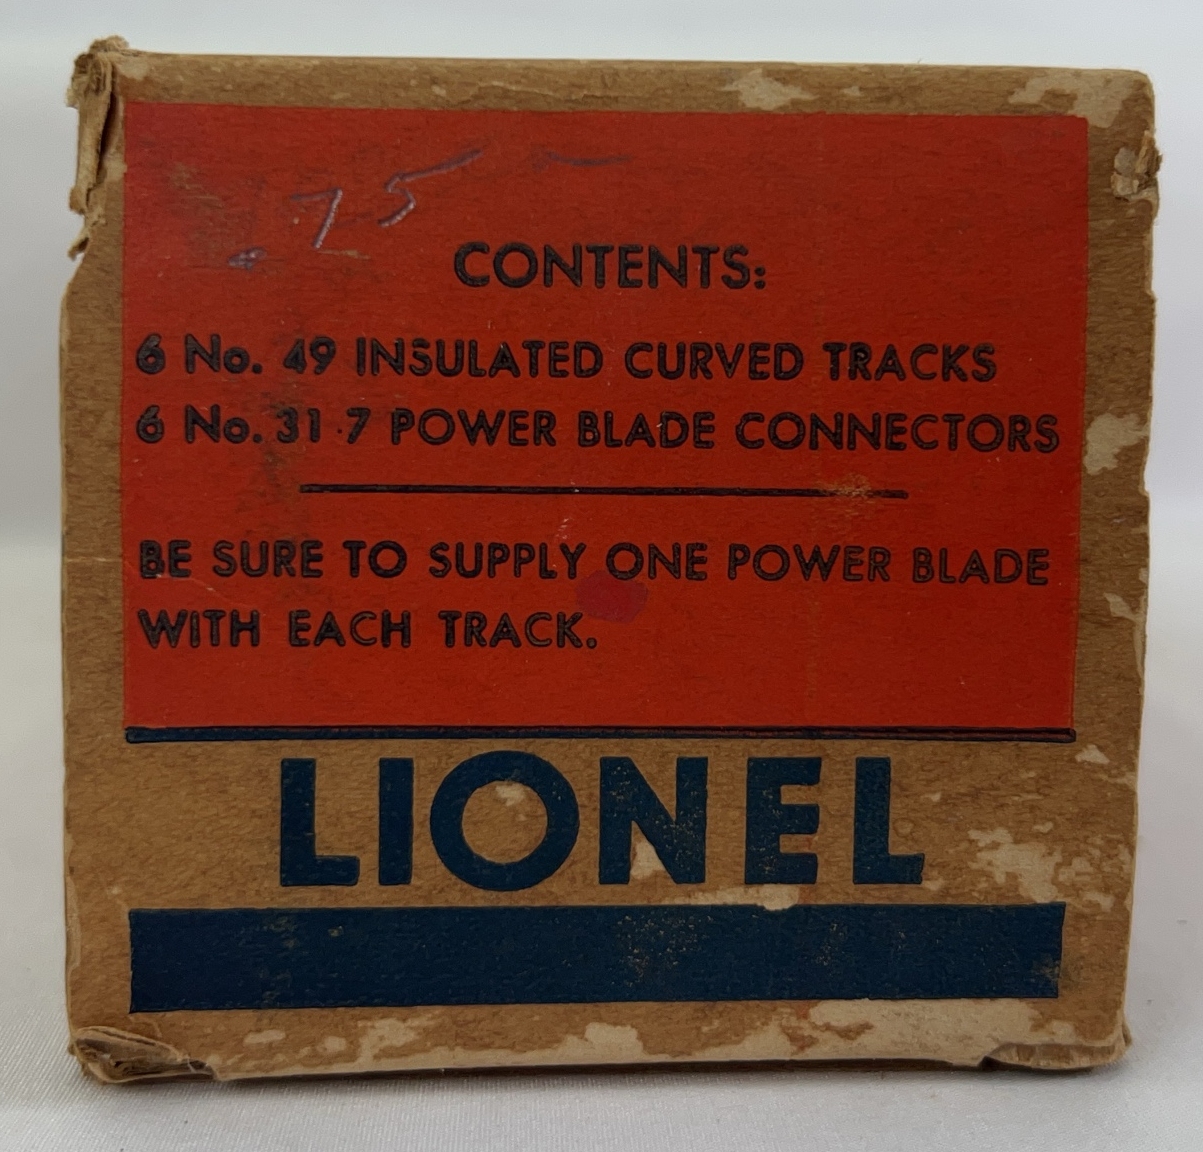 .75
CONTENTS:
6 No. 49 INSULATED CURVED TRACKS
6 No. 31-7 POWER BLADE CONNECTORS
BE SURE TO SUPPLY ONE POWER BLADE
WITH EACH TRACK.
LIONEL